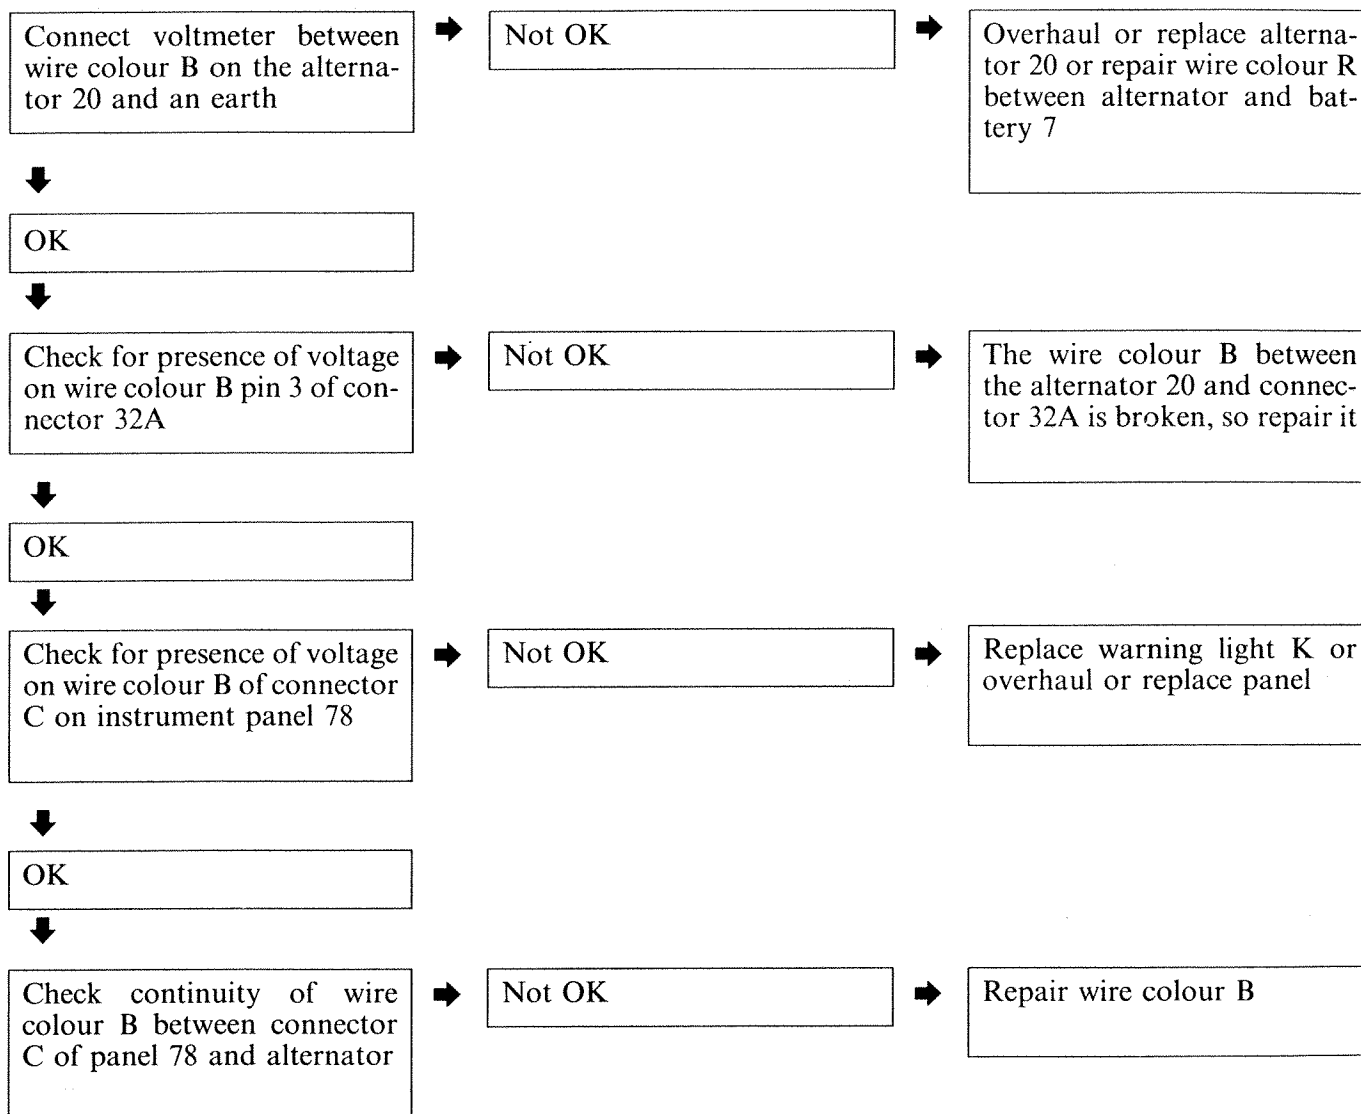 Connect voltmeter between
wire colour B on the alterna-
tor 20 and an earth
Not OK
Overhaul or replace alterna-
tor 20 or repair wire colour R
between alternator and bat-
tery 7
OK
Check for presence of voltage
on wire colour B pin 3 of con-
nector 32A
Not OK
The wire colour B between
the alternator 20 and connec-
tor 32A is broken, so repair it
OK
Check for presence of voltage
on wire colour B of connector
C on instrument panel 78
Not OK
Replace warning light K or
overhaul or replace panel
OK
Check continuity of wire
colour B between connector
C of panel 78 and alternator
Not OK
Repair wire colour B